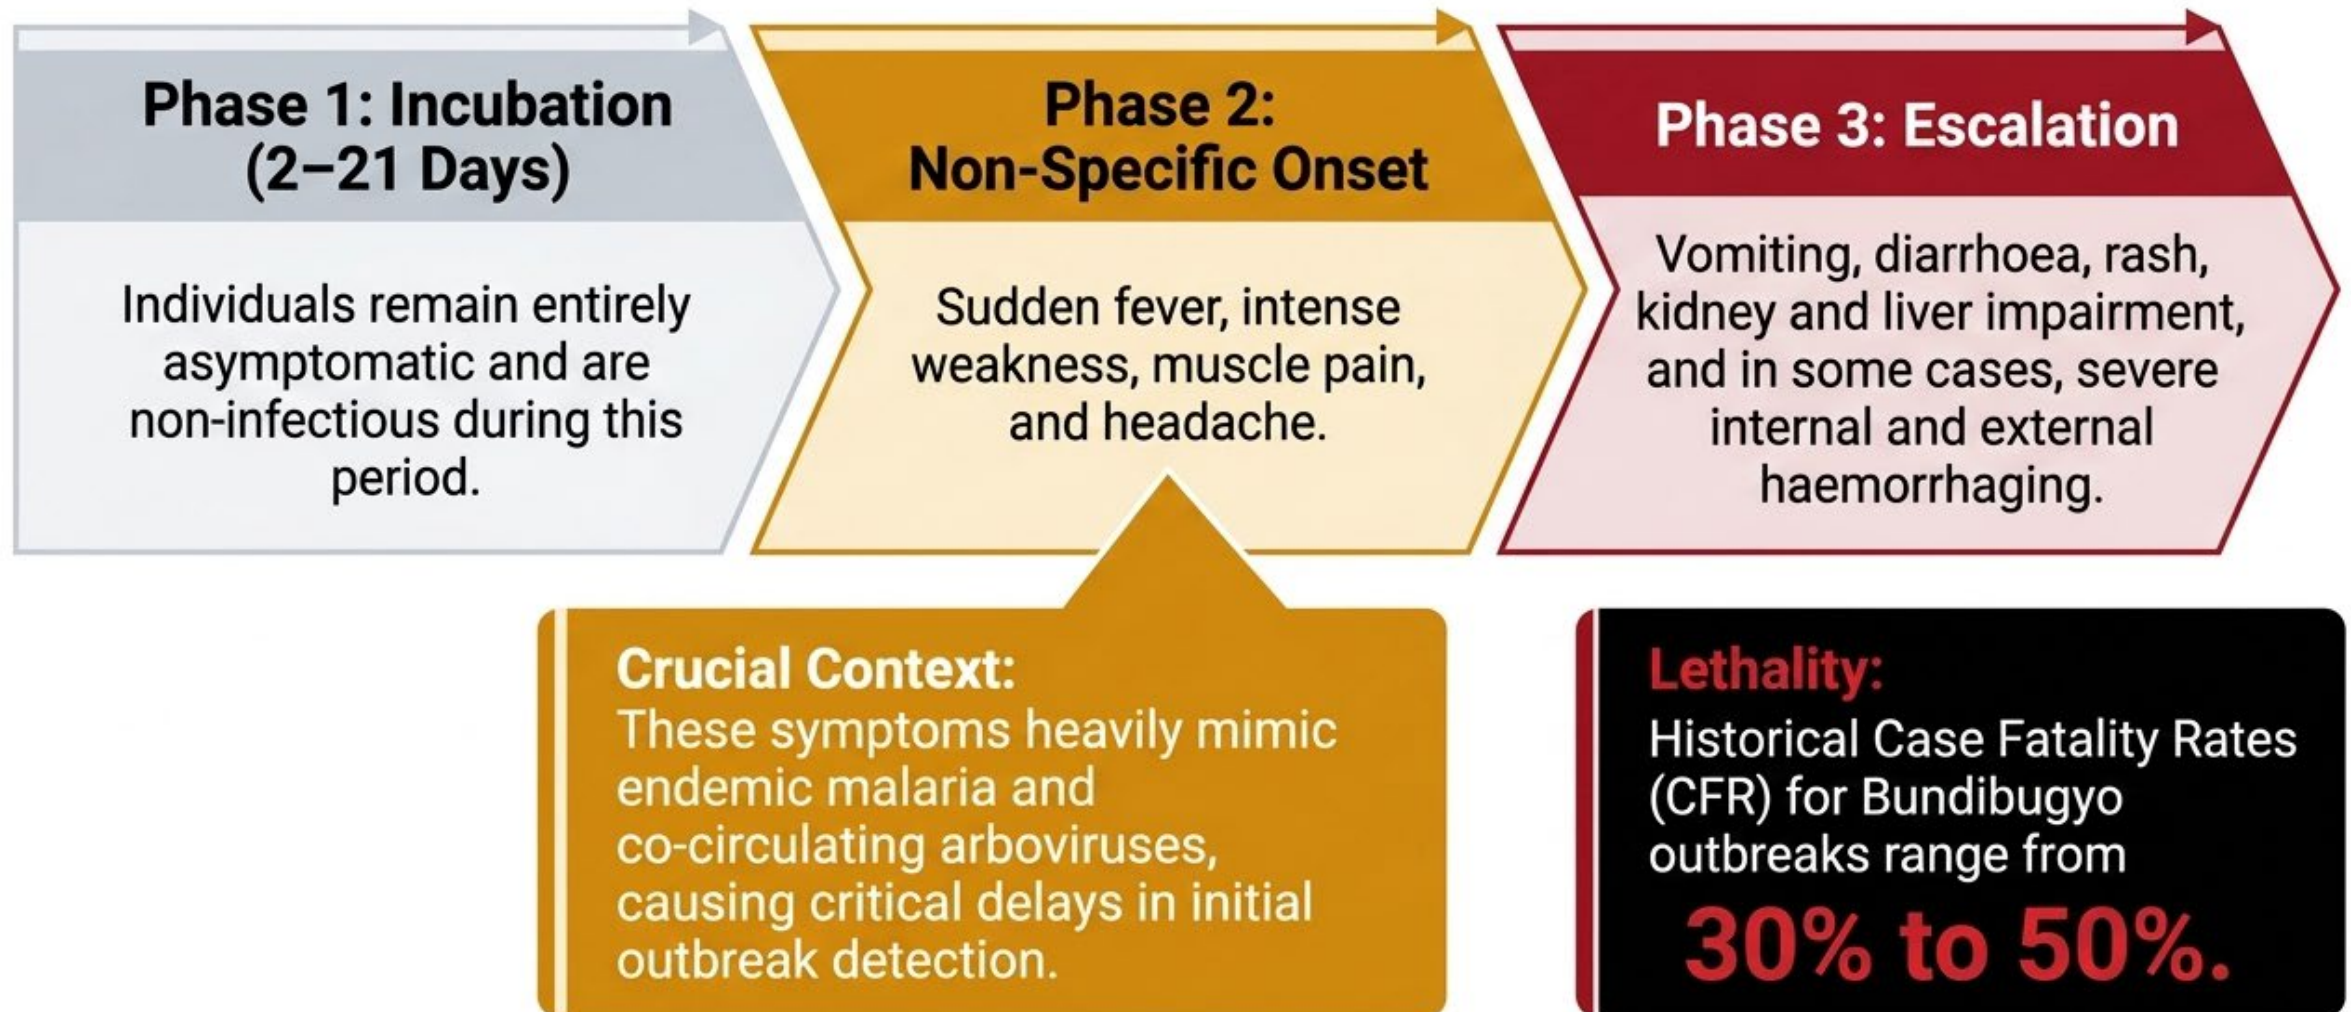 Phase 1: Incubation
(2–21 Days)
Individuals remain entirely
asymptomatic and are
non-infectious during this
period.
Phase 2:
Non-Specific Onset
Sudden fever, intense
weakness, muscle pain,
and headache.
Phase 3: Escalation
Vomiting, diarrhoea, rash,
kidney and liver impairment,
and in some cases, severe
internal and external
haemorrhaging.
Crucial Context:
These symptoms heavily mimic
endemic malaria and
co-circulating arboviruses,
causing critical delays in initial
outbreak detection.
Lethality:
Historical Case Fatality Rates
(CFR) for Bundibugyo
outbreaks range from
30% to 50%.